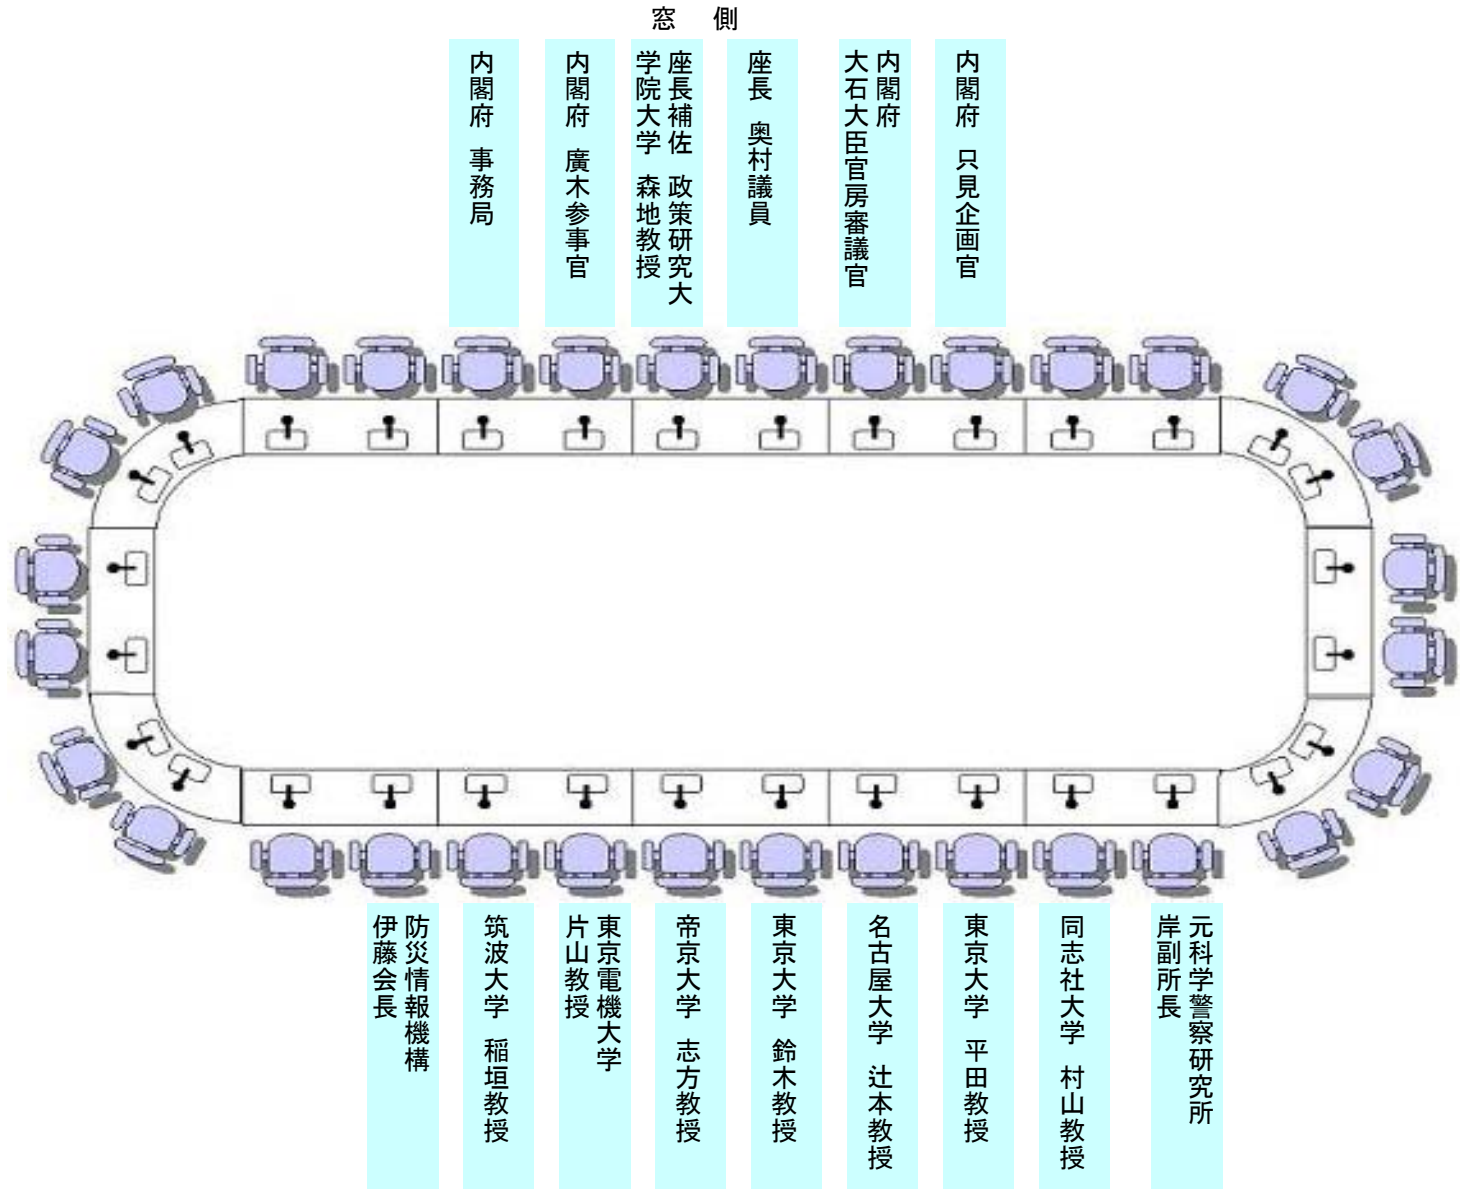 窓　側
内閣府　只見企画官
内閣府
大石大臣官房審議官
座長　奥村議員
座長補佐　政策研究大
学院大学　森地教授
内閣府　廣木参事官
内閣府　事務局
元科学警察研究所
岸副所長
同志社大学　村山教授
東京大学　平田教授
名古屋大学　辻本教授
東京大学　鈴木教授
帝京大学　志方教授
東京電機大学
片山教授
筑波大学　稲垣教授
防災情報機構
伊藤会長